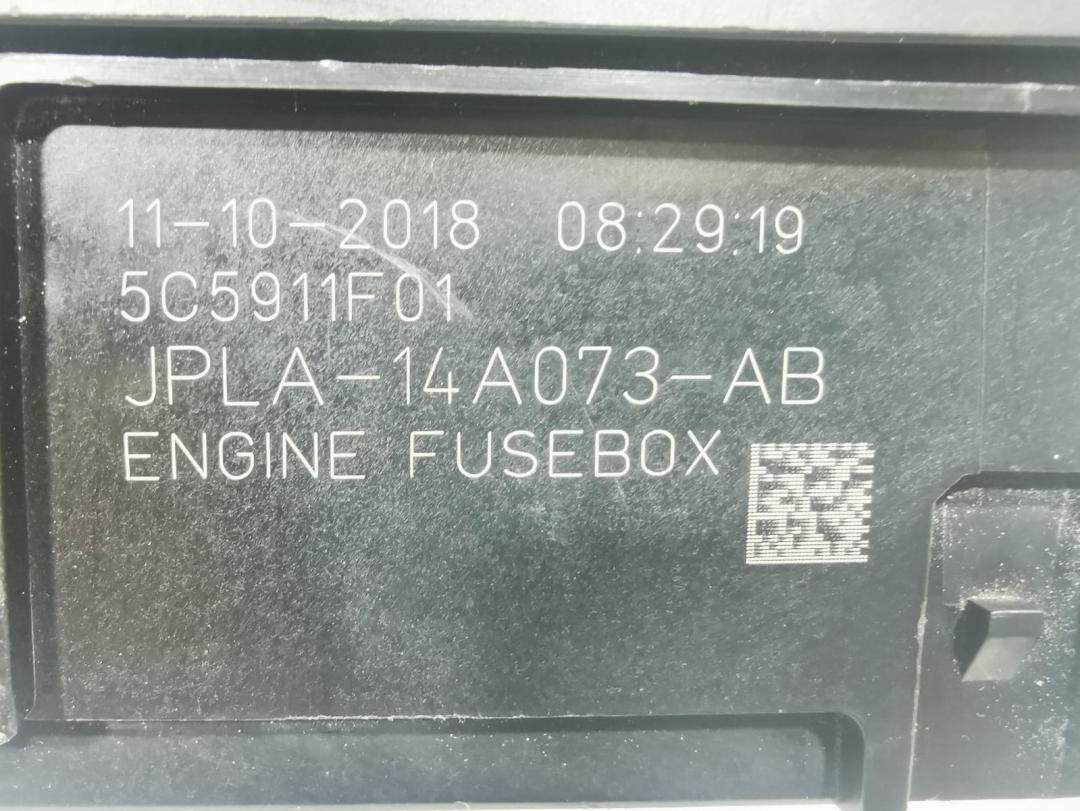 11-10-2018 08:29:19
5C5911F01
JPLA-14A073-AB
ENGINE FUSEBOX